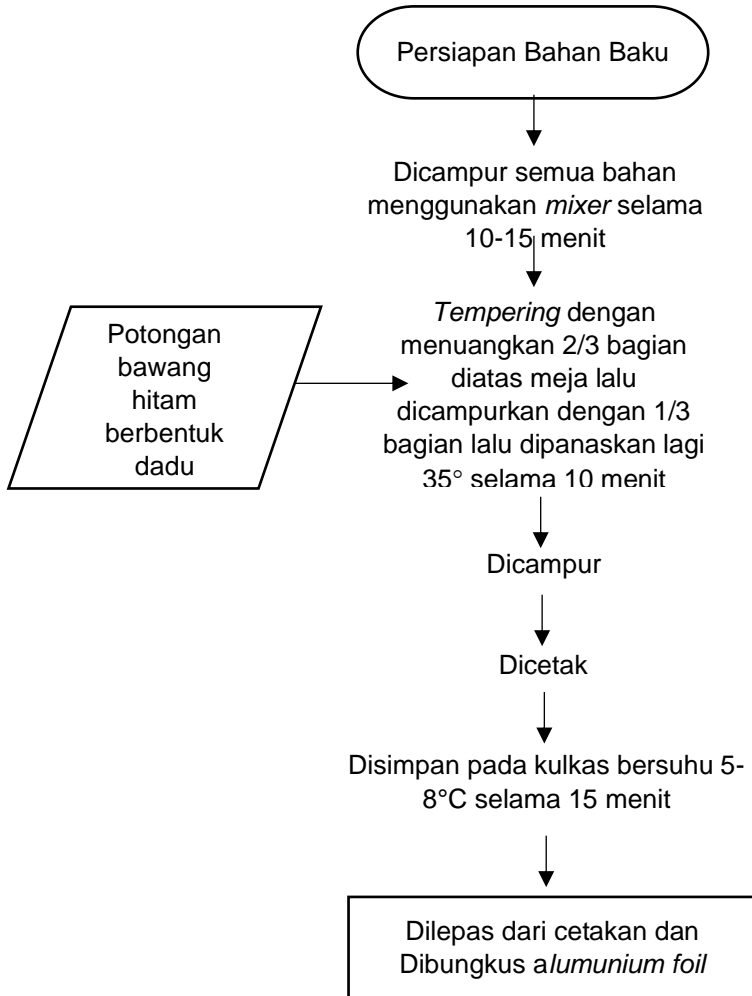 Persiapan Bahan Baku
Dicampur semua bahan
menggunakan mixer selama
10-15 menit
Potongan
bawang
hitam
berbentuk
dadu
Tempering dengan
menuangkan 2/3 bagian
diatas meja lalu
dicampurkan dengan 1/3
bagian lalu dipanaskan lagi
35° selama 10 menit
Dicampur
Dicetak
Disimpan pada kulkas bersuhu 5-
8°C selama 15 menit
Dilepas dari cetakan dan
Dibungkus alumunium foil